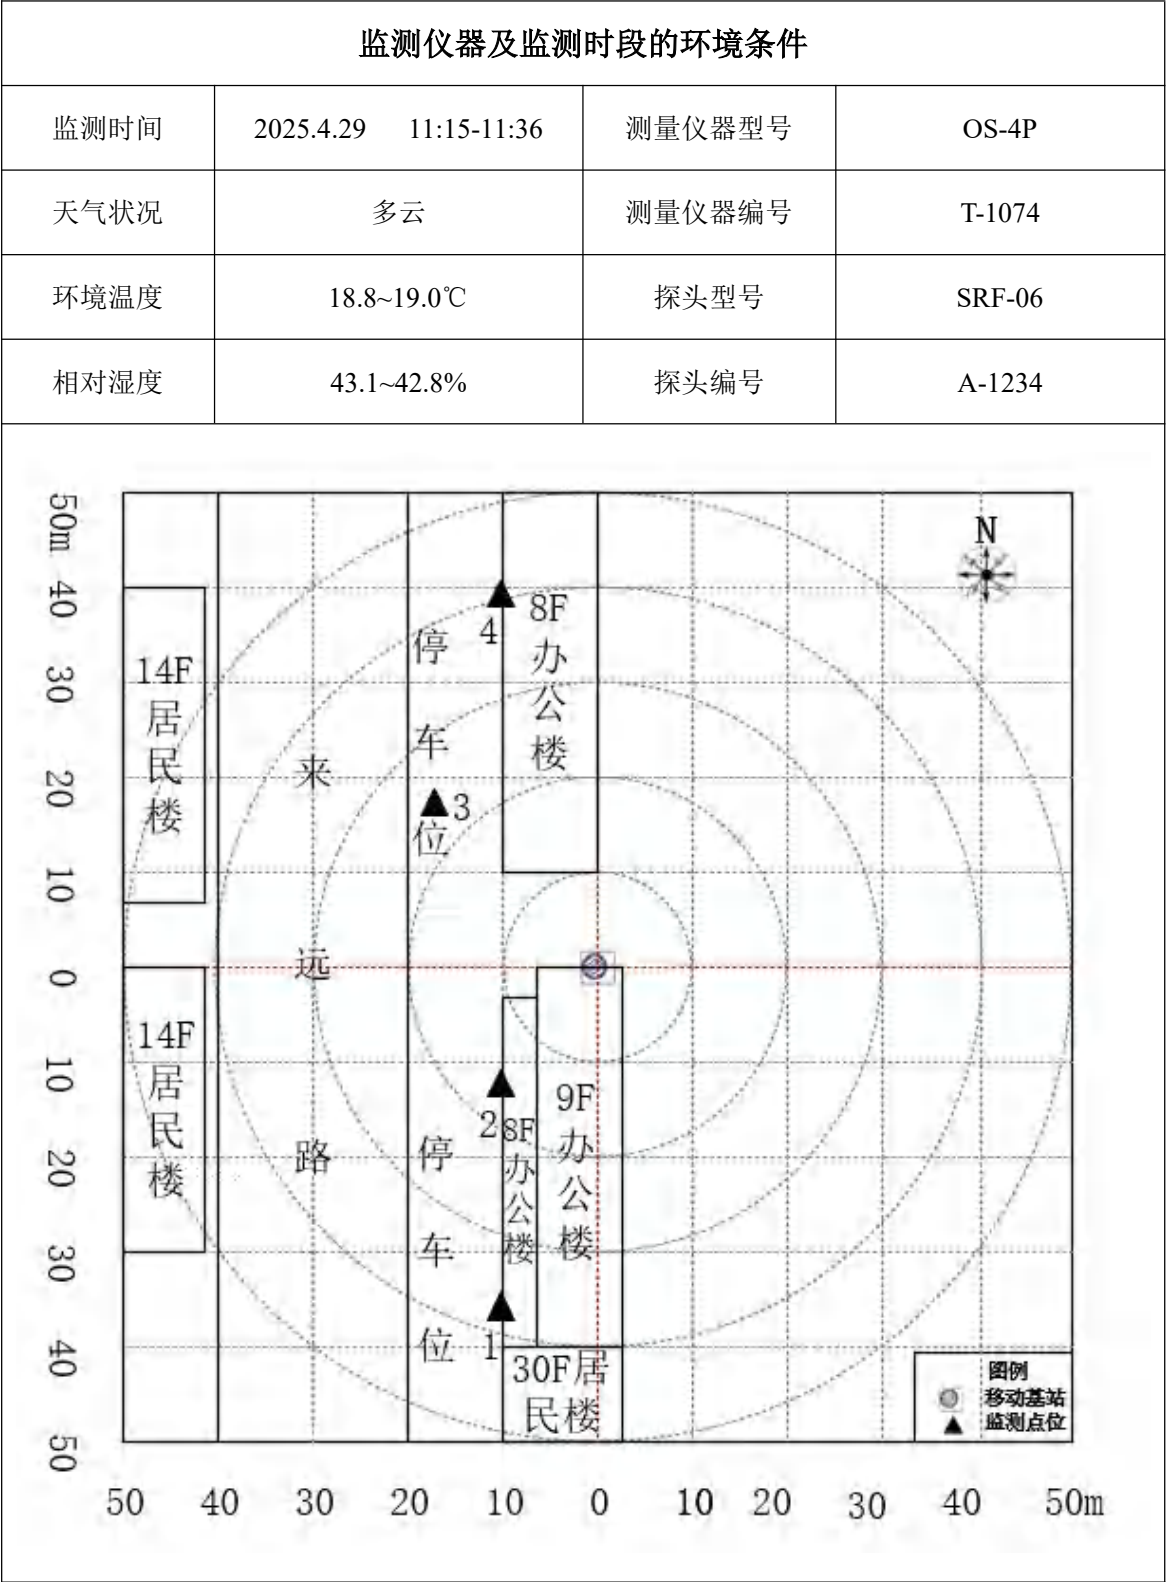 监测仪器及监测时段的环境条件
监测时间 2025.4.29 11:15-11:36 测量仪器型号 OS-4P
天气状况 多云 测量仪器编号 T-1074
环境温度 18.8~19.0℃ 探头型号 SRF-06
相对湿度 43.1~42.8% 探头编号 A-1234
50m
40
30
20
10
0
10
20
30
40
50
N
14F
居
民
楼
14F
居
民
楼
来
远
路
停
车
位
停
车
位
4
3
2
1
8F
办
公
楼
8F
办
公
楼
9F
办
公
楼
30F居
民楼
图例
移动基站
监测点位
50 40 30 20 10 0 10 20 30 40 50m